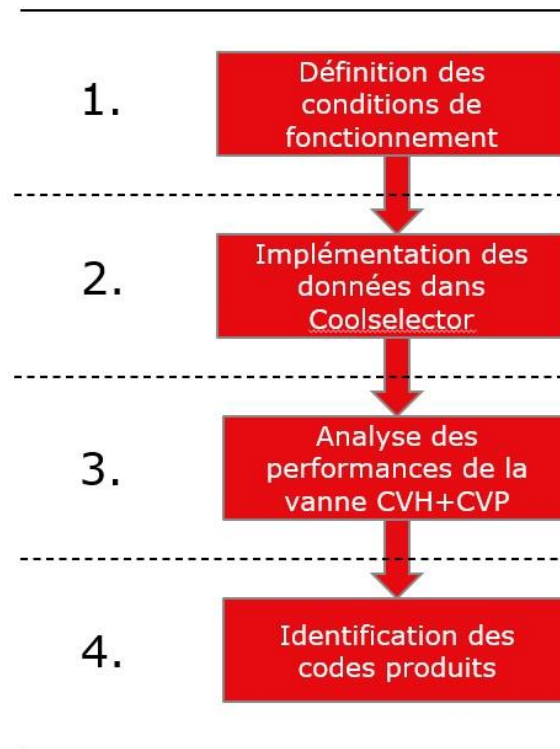 1.
Définition des
conditions de
fonctionnement
2.
Implémentation des
données dans
Coolselector
3.
Analyse des
performances de la
vanne CVH+CVP
4.
Identification des
codes produits